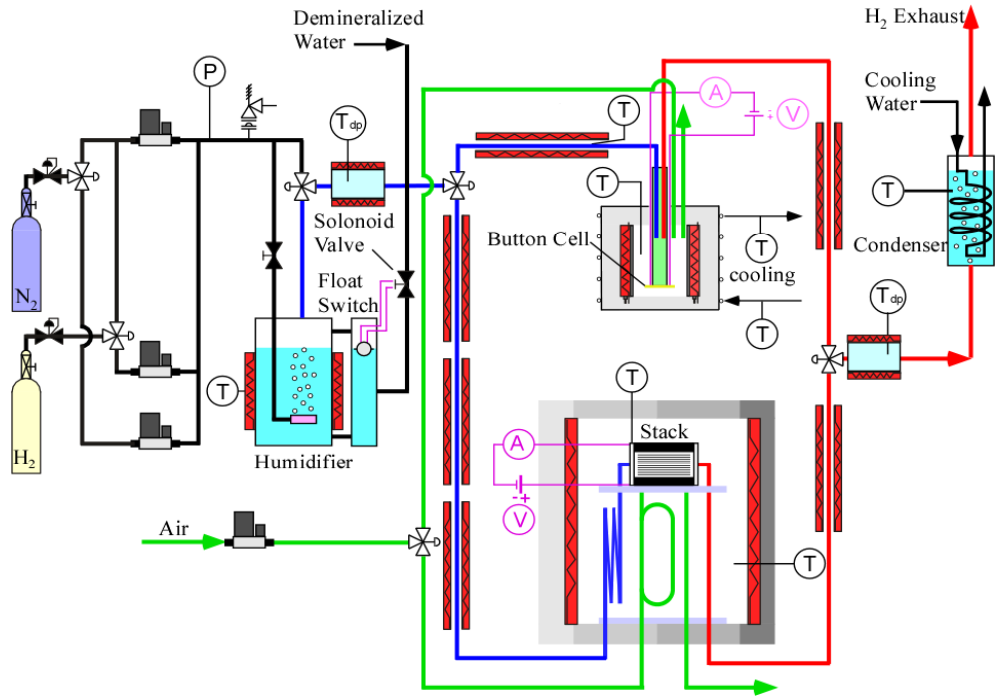 Demineralized
Water
H2 Exhaust
Cooling
Water
P
A
V
T
Tdp
T
T
Solonoid
Valve
Button Cell
T
cooling
Condenser
N2
Float
Switch
Tdp
T
T
T
Stack
A
H2
Humidifier
-+
V
Air
T